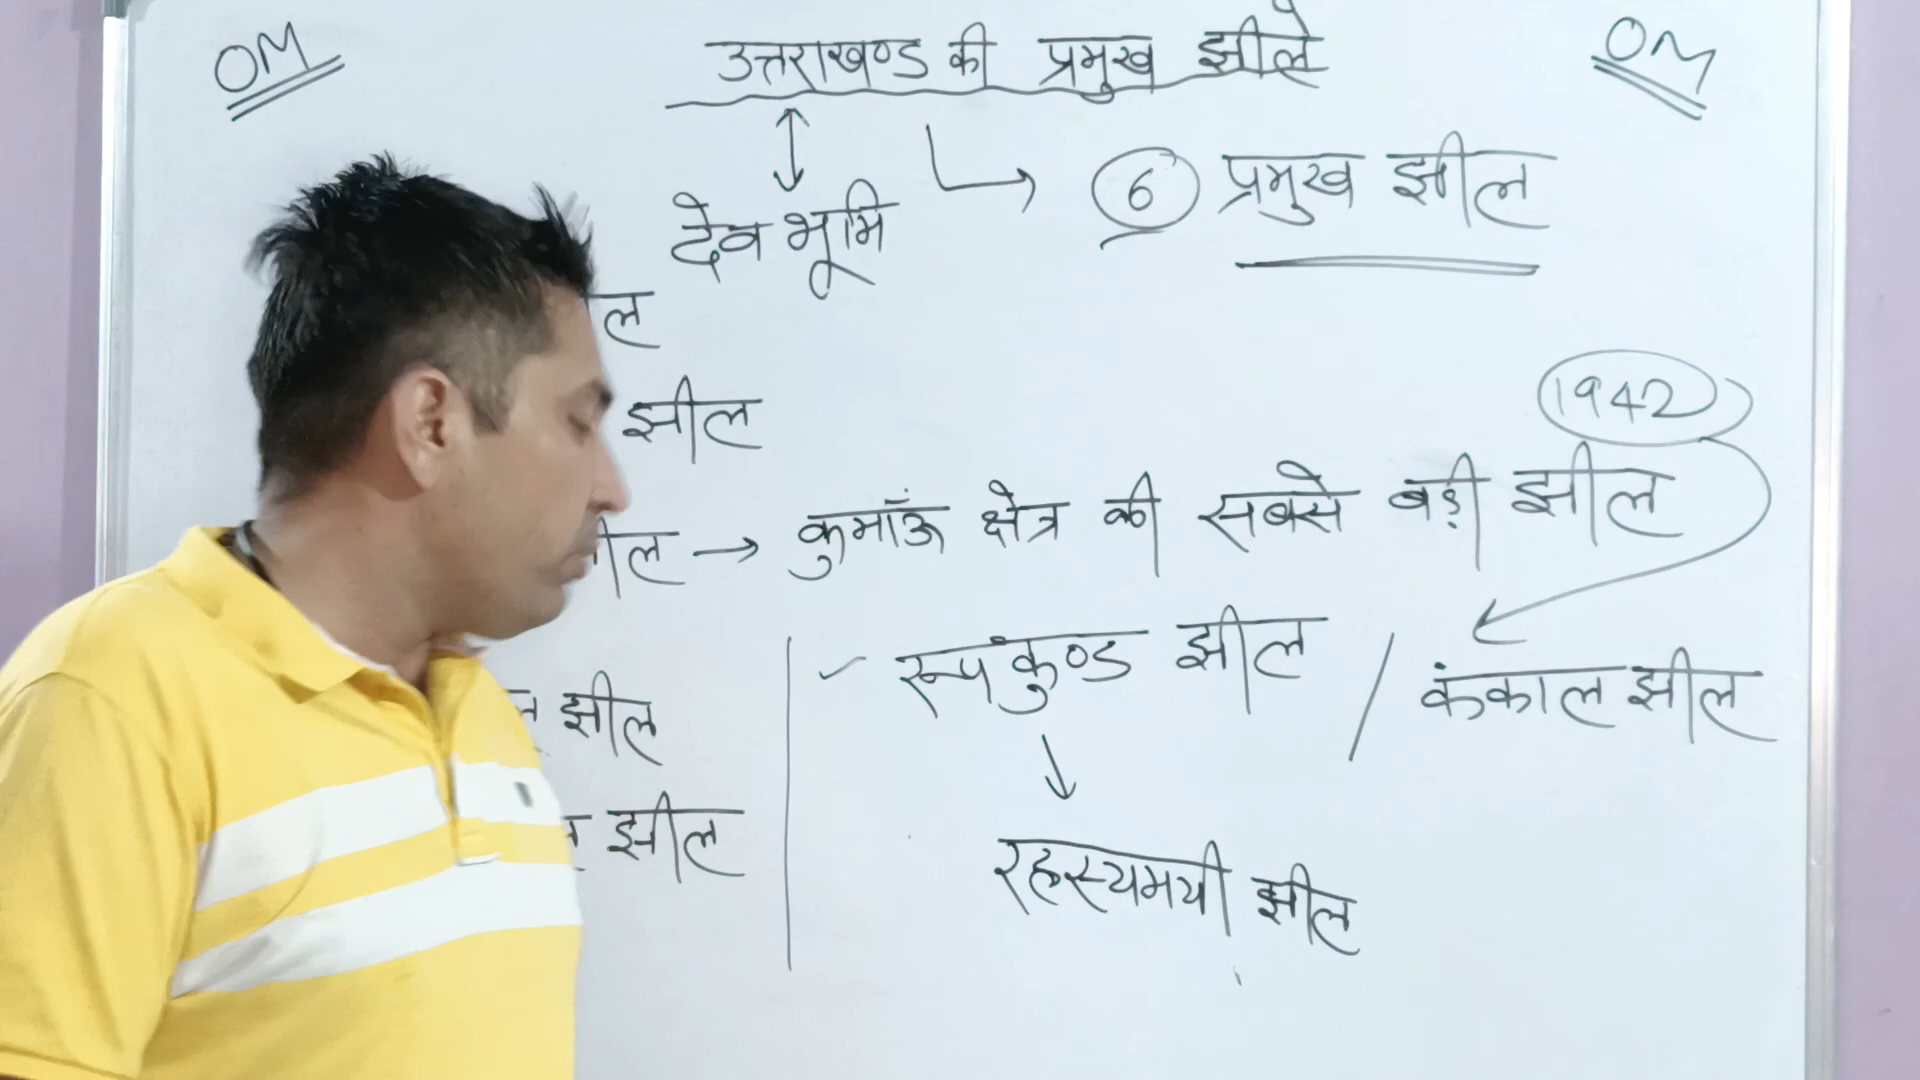 OM उत्तराखण्ड की प्रमुख झीले OM
देव भूमि 6 प्रमुख झील
झील
1942
कुमाँऊ क्षेत्र की सबसे बड़ी झील
रूपकुण्ड झील / कंकाल झील
झील
रहस्यमयी झील
झील